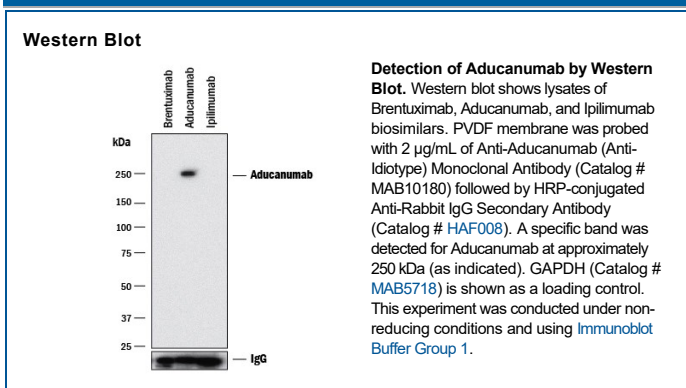 Western Blot
Brentuximab
Aducanumab
Ipilimumab
kDa
250
150
100
75
50
37
25
Aducanumab
IgG
Detection of Aducanumab by Western
Blot. Western blot shows lysates of
Brentuximab, Aducanumab, and Ipilimumab
biosimilars. PVDF membrane was probed
with 2 µg/mL of Anti-Aducanumab (Anti-
Idiotype) Monoclonal Antibody (Catalog #
MAB10180) followed by HRP-conjugated
Anti-Rabbit IgG Secondary Antibody
(Catalog # HAF008). A specific band was
detected for Aducanumab at approximately
250 kDa (as indicated). GAPDH (Catalog #
MAB5718) is shown as a loading control.
This experiment was conducted under non-
reducing conditions and using Immunoblot
Buffer Group 1.